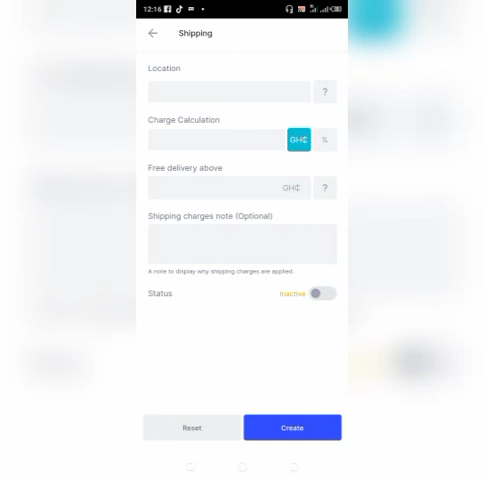 12:16
Shipping
Location
?
Charge Calculation
GH₵ %
Free delivery above
GH₵ ?
Shipping charges note (Optional)
A note to display why shipping charges are applied.
Status Inactive
Reset Create